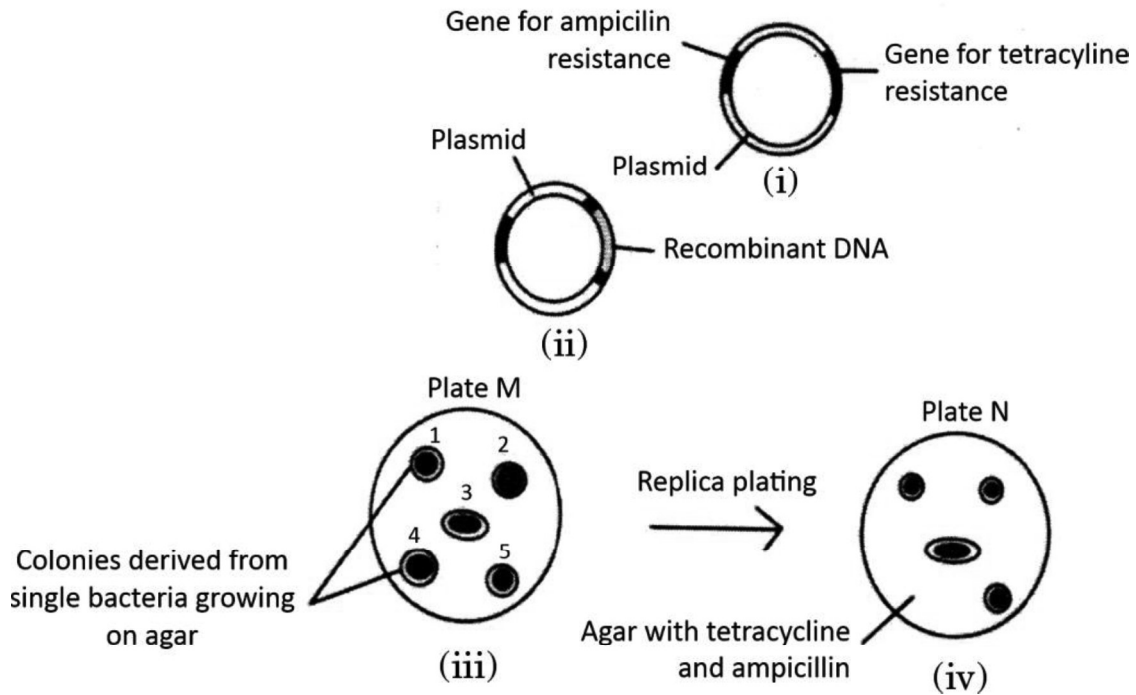 Gene for ampicilin
resistance
Gene for tetracyline
resistance
Plasmid
(i)
Plasmid
Recombinant DNA
(ii)
Plate M
1
2
3
4
5
Colonies derived from
single bacteria growing
on agar
(iii)
Replica plating
Plate N
Agar with tetracycline
and ampicillin
(iv)